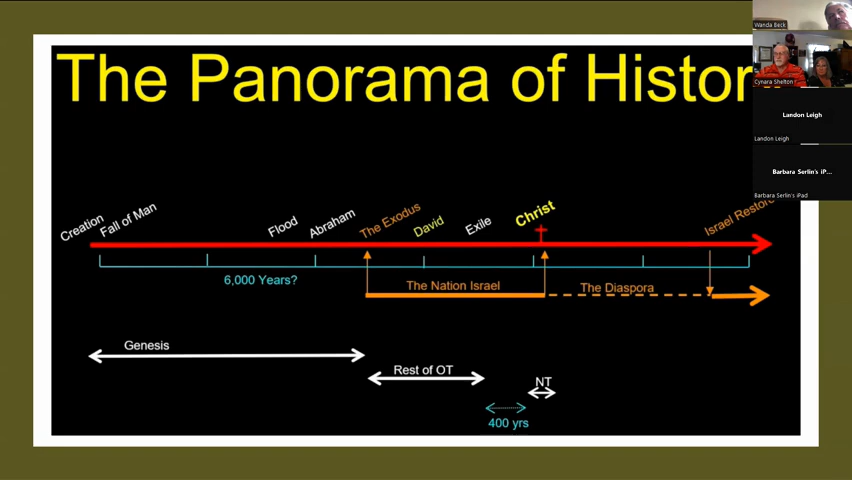 The Panorama of Histor
Wanda Beck
Cynara Shelton
Landon Leigh
Landon Leigh
Barbara Serlin's iP...
Barbara Serlin's iPad
Creation
Fall of Man
Flood
Abraham
The Exodus
David
Exile
Christ
Israel Restore
6,000 Years?
The Nation Israel
The Diaspora
Genesis
Rest of OT
NT
400 yrs